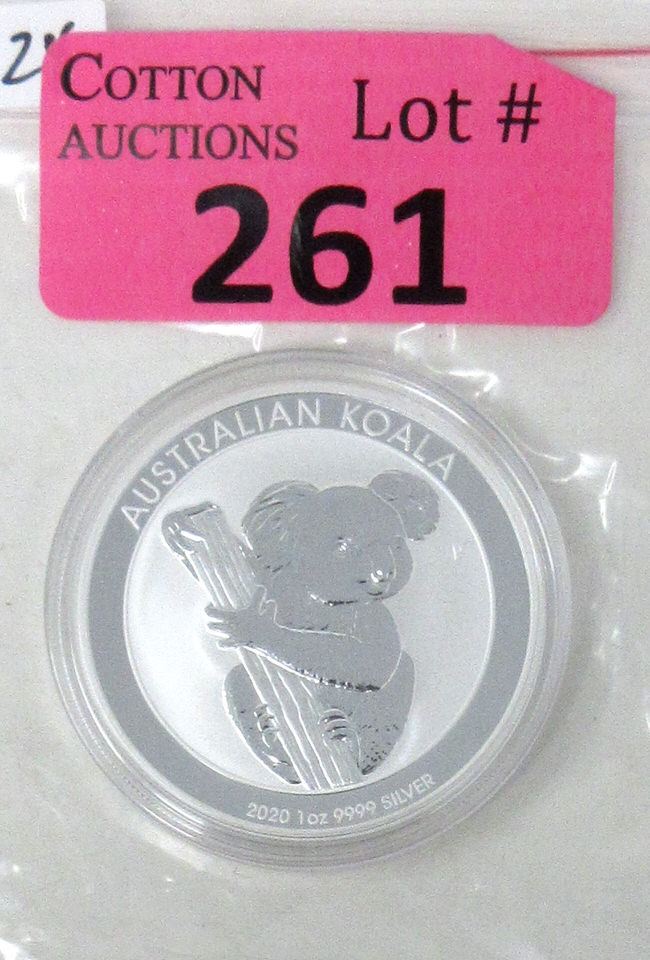 COTTON
AUCTIONS
Lot #
261
AUSTRALIAN KOALA
2020 1oz 9999 SILVER